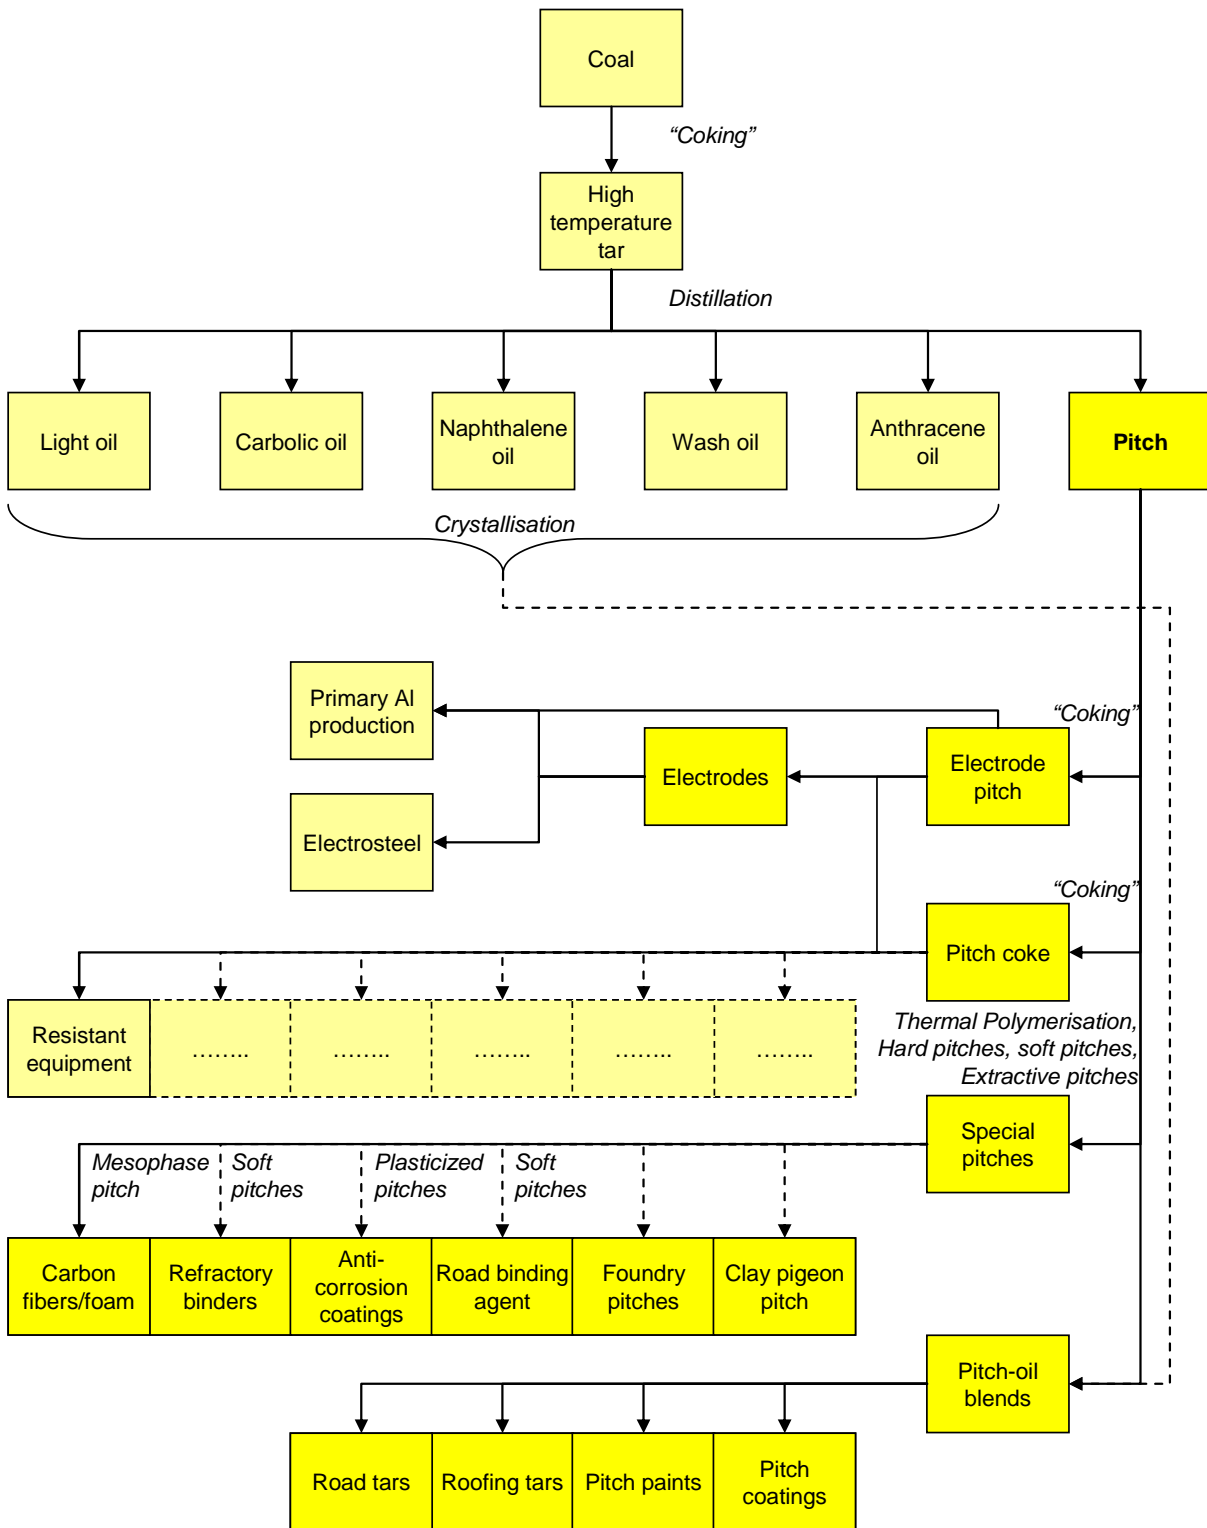 Coal
“Coking”
High
temperature
tar
Distillation
Light oil
Carbolic oil
Naphthalene
oil
Wash oil
Anthracene
oil
Pitch
Crystallisation
Primary Al
production
“Coking”
Electrodes
Electrode
pitch
Electrosteel
“Coking”
Pitch coke
Resistant
equipment
........
........
........
........
........
Thermal Polymerisation,
Hard pitches, soft pitches,
Extractive pitches
Special
pitches
Mesophase
pitch
Soft
pitches
Plasticized
pitches
Soft
pitches
Carbon
fibers/foam
Refractory
binders
Anti-
corrosion
coatings
Road binding
agent
Foundry
pitches
Clay pigeon
pitch
Pitch-oil
blends
Road tars
Roofing tars
Pitch paints
Pitch
coatings